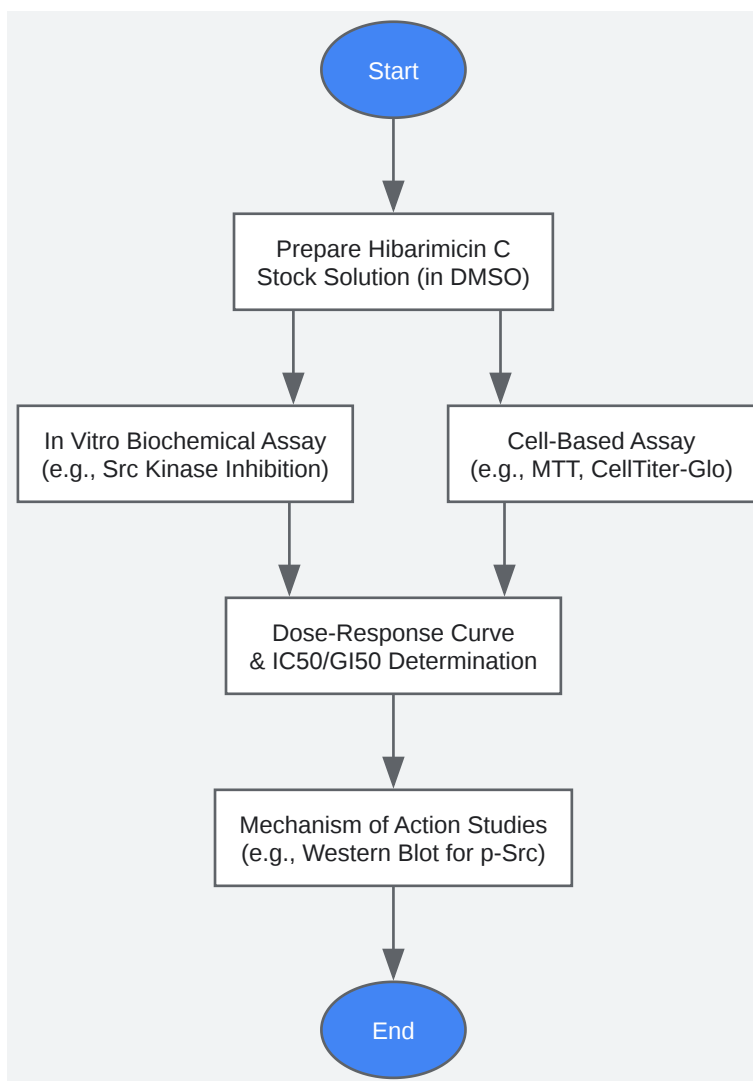 Start
Prepare Hibarimicin C
Stock Solution (in DMSO)
In Vitro Biochemical Assay
(e.g., Src Kinase Inhibition)
Cell-Based Assay
(e.g., MTT, CellTiter-Glo)
Dose-Response Curve
& IC50/GI50 Determination
Mechanism of Action Studies
(e.g., Western Blot for p-Src)
End